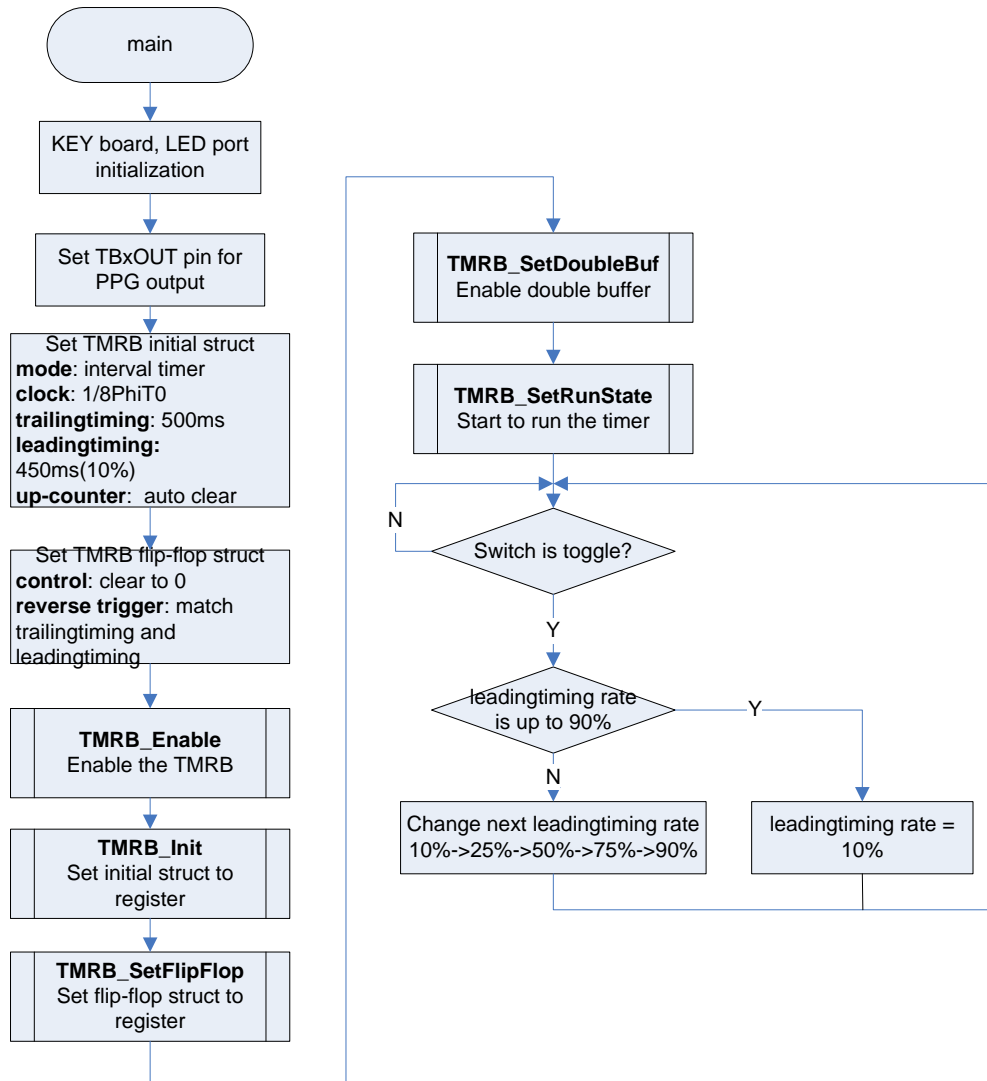 main
KEY board, LED port
initialization
Set TBxOUT pin for
PPG output
Set TMRB initial struct
mode: interval timer
clock: 1/8PhiT0
trailingtiming: 500ms
leadingtiming:
450ms(10%)
up-counter:  auto clear
Set TMRB flip-flop struct
control: clear to 0
reverse trigger: match
trailingtiming and
leadingtiming
TMRB_Enable
Enable the TMRB
TMRB_Init
Set initial struct to
register
TMRB_SetFlipFlop
Set flip-flop struct to
register
TMRB_SetDoubleBuf
Enable double buffer
TMRB_SetRunState
Start to run the timer
N
Switch is toggle?
Y
leadingtiming rate
is up to 90%
Y
N
Change next leadingtiming rate
10%->25%->50%->75%->90%
leadingtiming rate =
10%